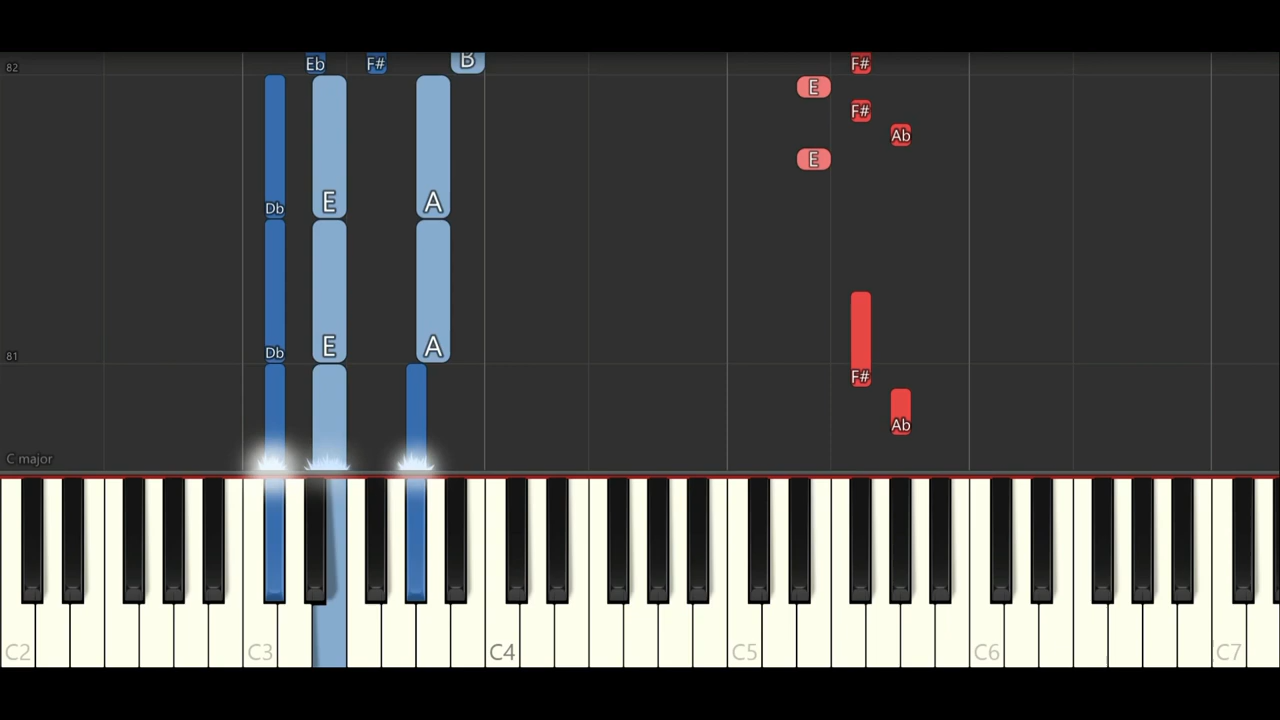 82 Eb F# B F#
E
F#
Ab
E
Db E A
81 Db E A
F#
Ab
C major
C2 C3 C4 C5 C6 C7